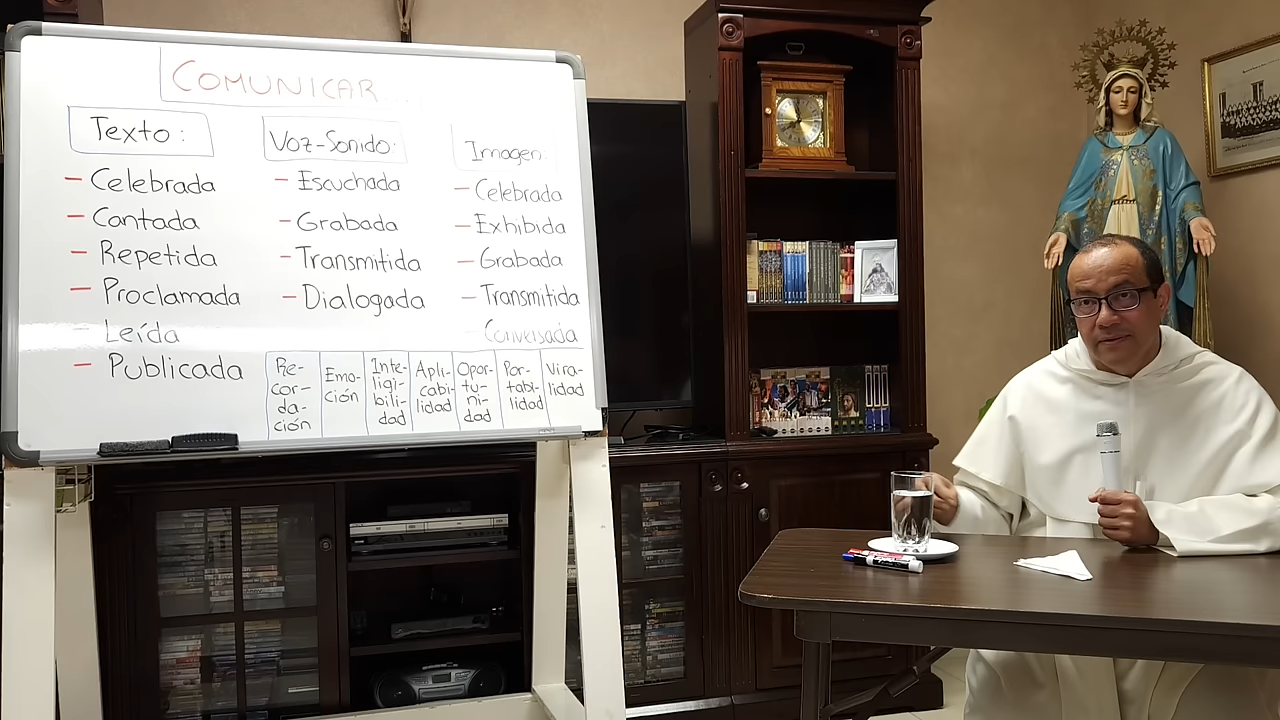 COMUNICAR...
Texto:
- Celebrada
- Cantada
- Repetida
- Proclamada
- Leída
- Publicada
Voz-Sonido:
- Escuchada
- Grabada
- Transmitida
- Dialogada
Imagen:
- Celebrada
- Exhibida
- Grabada
- Transmitida
- Conversada
Re-
cor-
da-
ción
Emo-
ción
Inte-
ligi-
bili-
dad
Apli-
cabi-
lidad
Opor-
tu-
ni-
dad
Por-
tabi-
lidad
Vira-
lidad